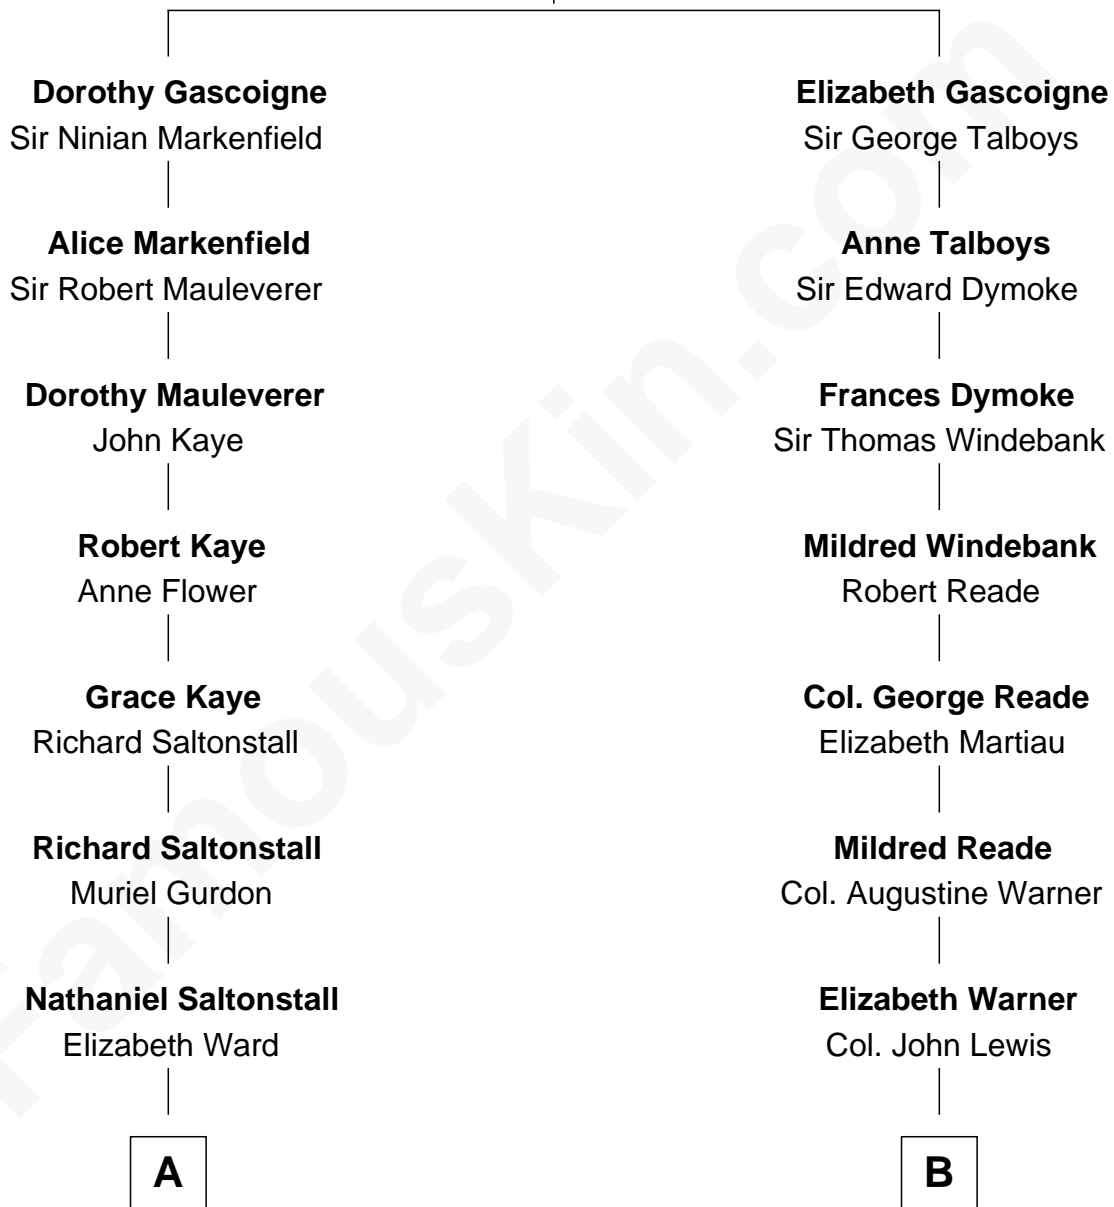 Dorothy Gascoigne
Sir Ninian Markenfield
Alice Markenfield
Sir Robert Mauleverer
Dorothy Mauleverer
John Kaye
Robert Kaye
Anne Flower
Grace Kaye
Richard Saltonstall
Richard Saltonstall
Muriel Gurdon
Nathaniel Saltonstall
Elizabeth Ward
A
Elizabeth Gascoigne
Sir George Talboys
Anne Talboys
Sir Edward Dymoke
Frances Dymoke
Sir Thomas Windebank
Mildred Windebank
Robert Reade
Col. George Reade
Elizabeth Martiau
Mildred Reade
Col. Augustine Warner
Elizabeth Warner
Col. John Lewis
B
FamousKin.com